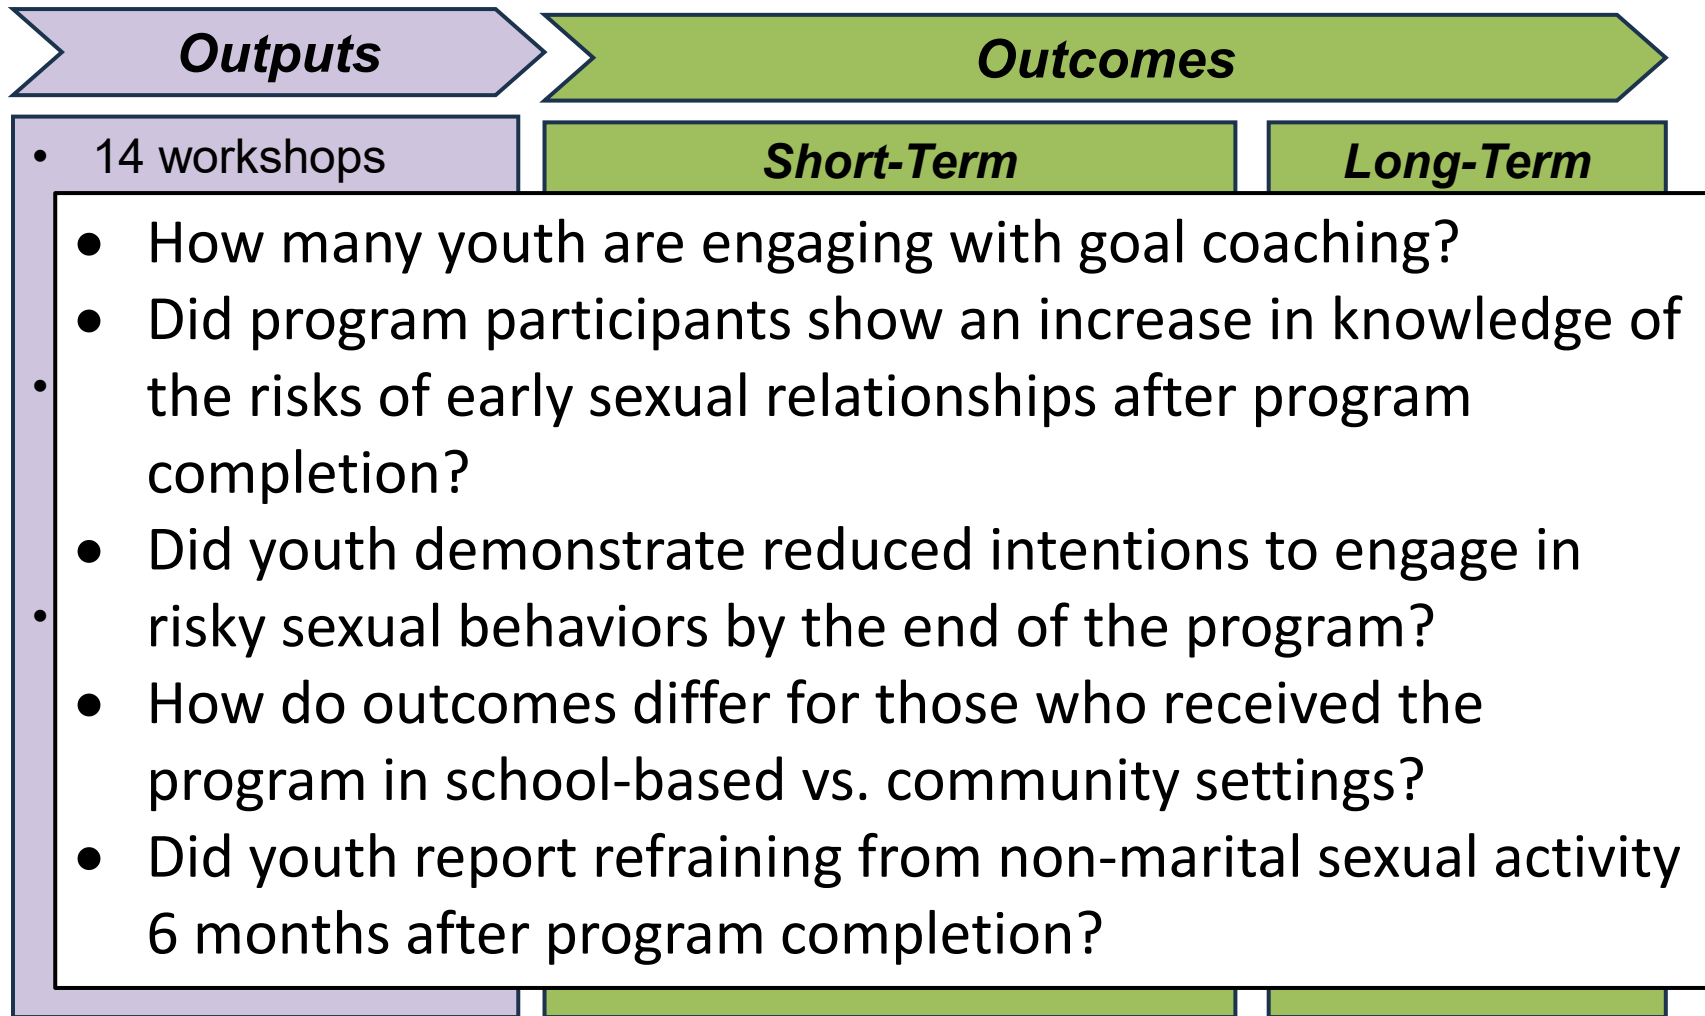 Outputs
Outcomes
• 14 workshops
Short-Term
Long-Term
• How many youth are engaging with goal coaching?
• Did program participants show an increase in knowledge of
the risks of early sexual relationships after program
completion?
• Did youth demonstrate reduced intentions to engage in
risky sexual behaviors by the end of the program?
• How do outcomes differ for those who received the
program in school-based vs. community settings?
• Did youth report refraining from non-marital sexual activity
6 months after program completion?